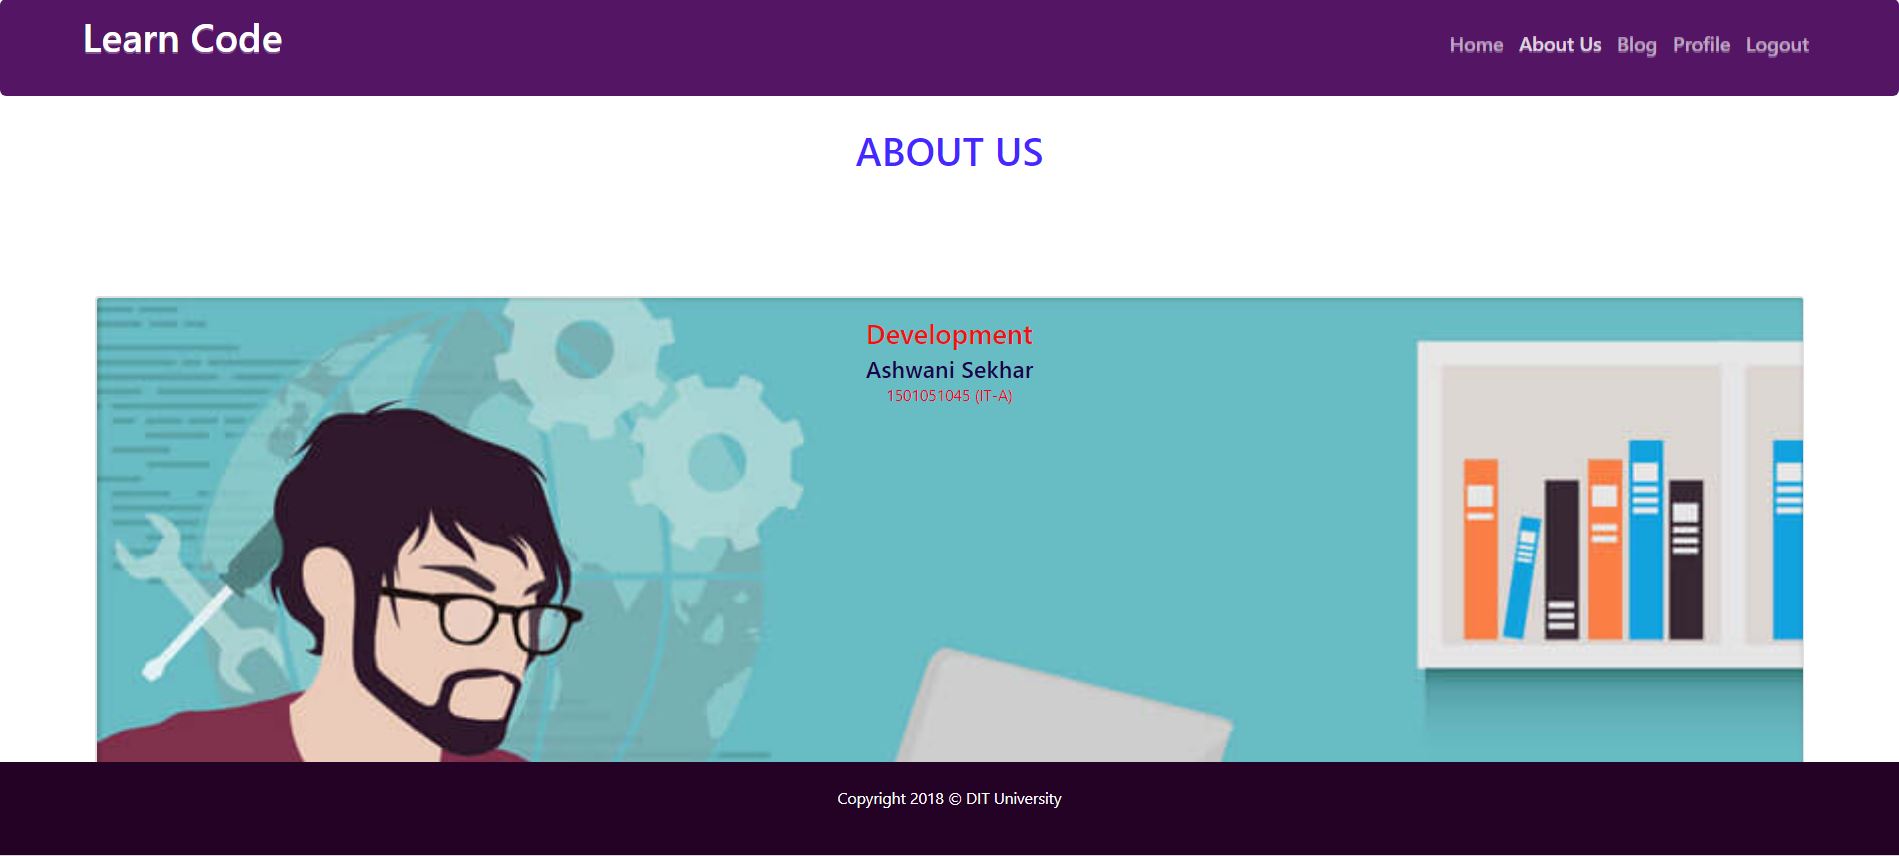 Learn Code
Home About Us Blog Profile Logout
ABOUT US
Development
Ashwani Sekhar
1501051045 (IT-A)
Copyright 2018 © DIT University